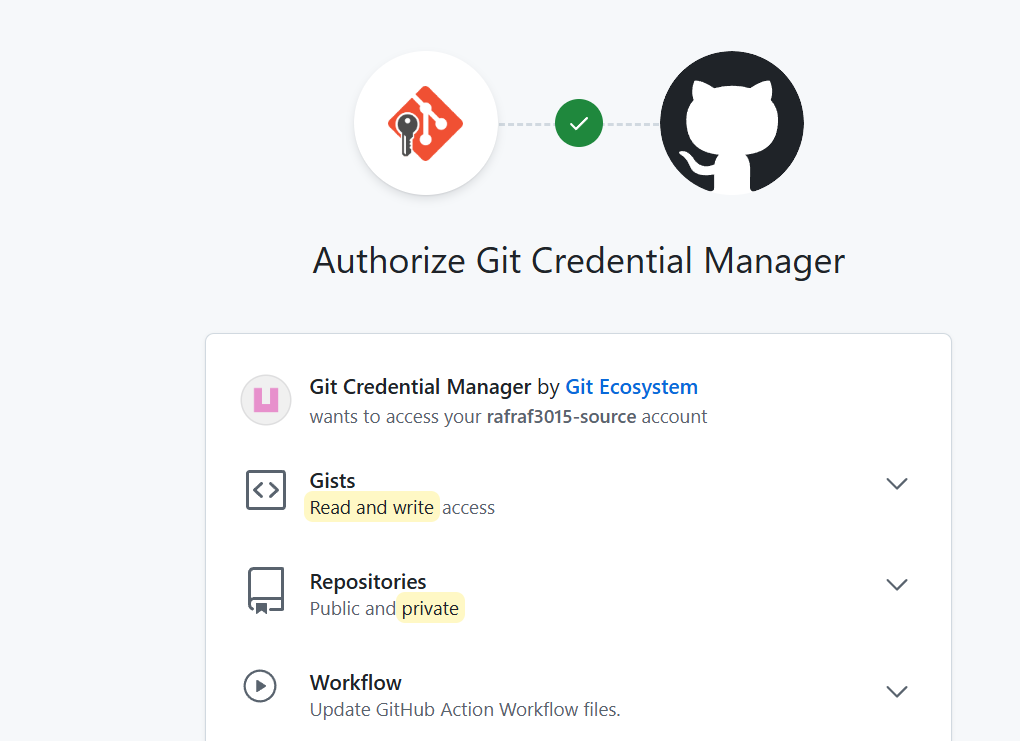 Authorize Git Credential Manager
Git Credential Manager by Git Ecosystem
wants to access your rafraf3015-source account
Gists
Read and write access
Repositories
Public and private
Workflow
Update GitHub Action Workflow files.